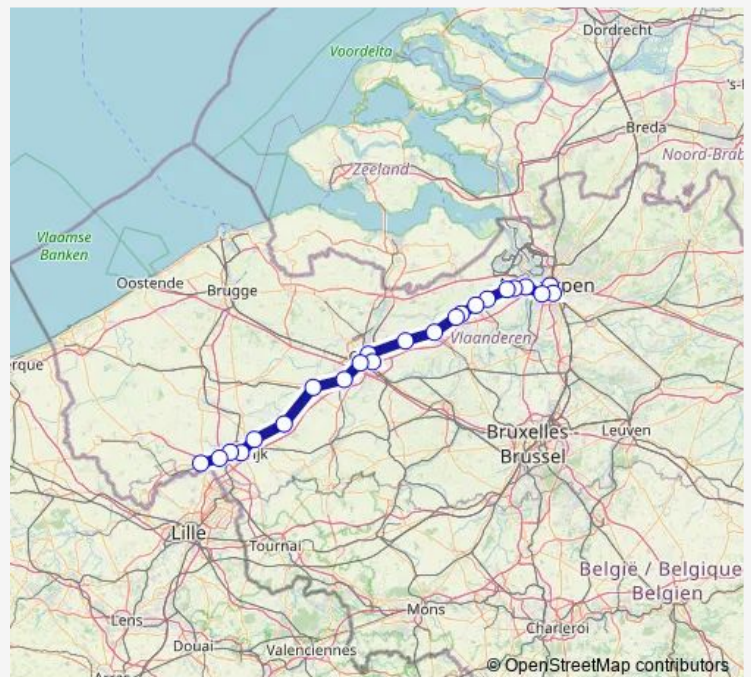 Dordrecht
Voordelta
's-
Breda
Noord-Brab
Zeeland
Vlaamse
Banken
Oostende
Brugge
pen
Vlaanderen
erque
Bruxelles -
Brussel
Leuven
ijk
Lille
Tournai
België / Belgique
Belgien
Mons
Lens
Charleroi
Douai
Valenciennes
© OpenStreetMap contributors